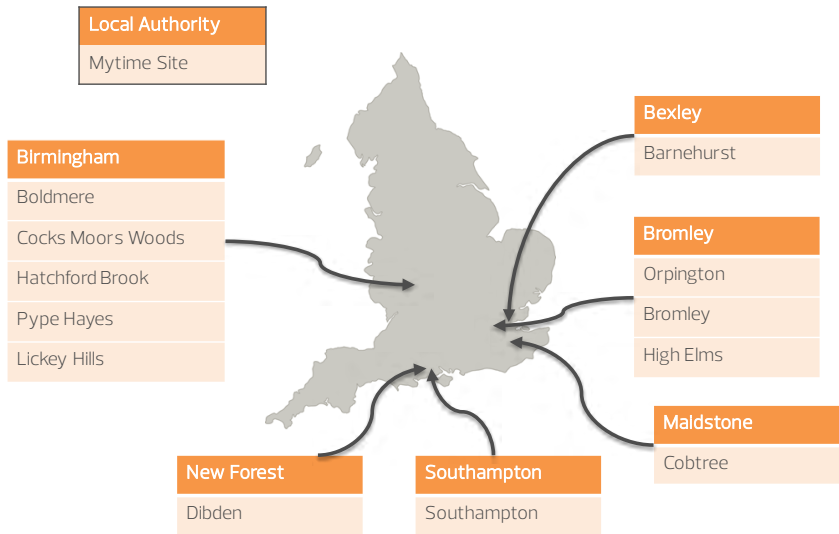 Local Authority
Mytime Site
Birmingham
Boldmere
Cocks Moors Woods
Hatchford Brook
Pype Hayes
Lickey Hills
Bexley
Barnehurst
Bromley
Orpington
Bromley
High Elms
Maidstone
Cobtree
New Forest
Dibden
Southampton
Southampton